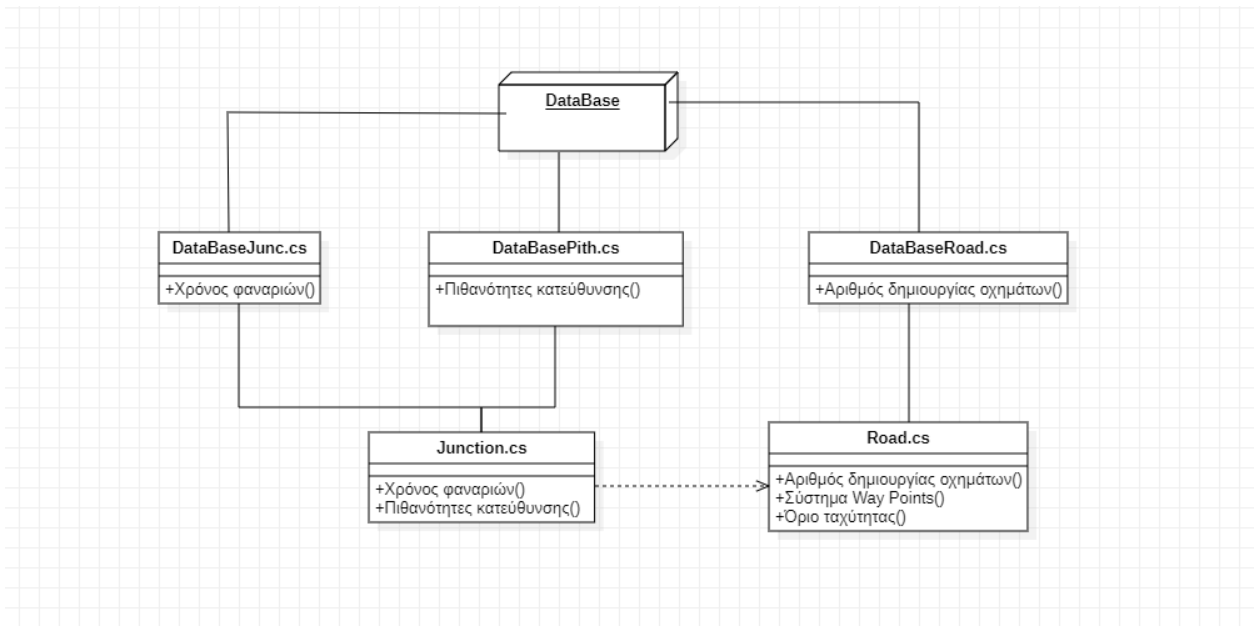 DataBase
DataBaseJunc.cs
+Χρόνος φαναριών()
DataBasePith.cs
+Πιθανότητες κατεύθυνσης()
DataBaseRoad.cs
+Αριθμός δημιουργίας οχημάτων()
Junction.cs
+Χρόνος φαναριών()
+Πιθανότητες κατεύθυνσης()
Road.cs
+Αριθμός δημιουργίας οχημάτων()
+Σύστημα Way Points()
+Όριο ταχύτητας()